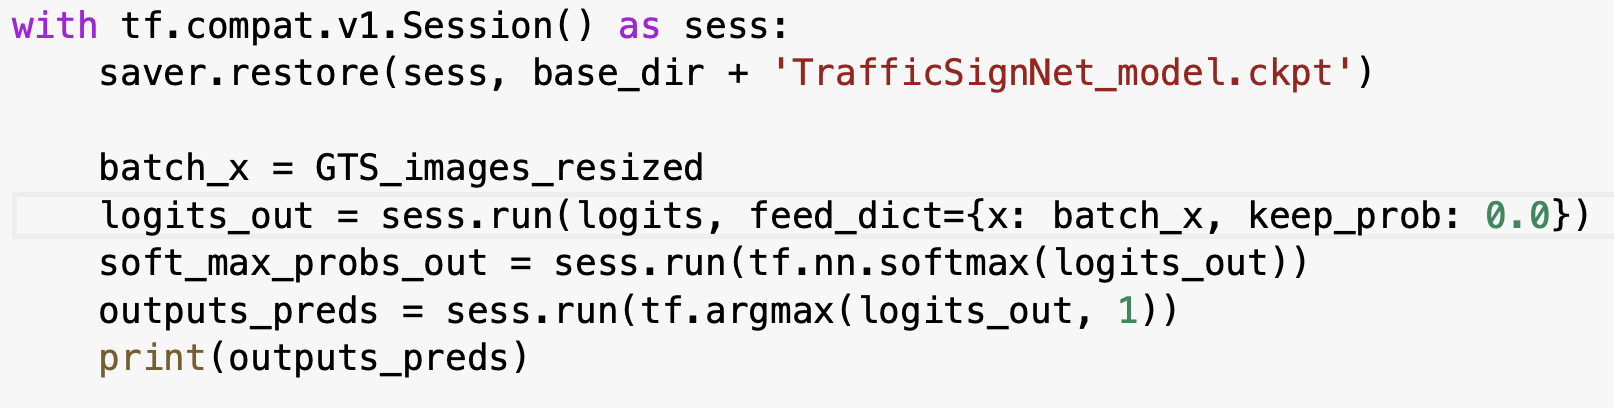 with tf.compat.v1.Session() as sess:
    saver.restore(sess, base_dir + 'TrafficSignNet_model.ckpt')

    batch_x = GTS_images_resized
    logits_out = sess.run(logits, feed_dict={x: batch_x, keep_prob: 0.0})
    soft_max_probs_out = sess.run(tf.nn.softmax(logits_out))
    outputs_preds = sess.run(tf.argmax(logits_out, 1))
    print(outputs_preds)